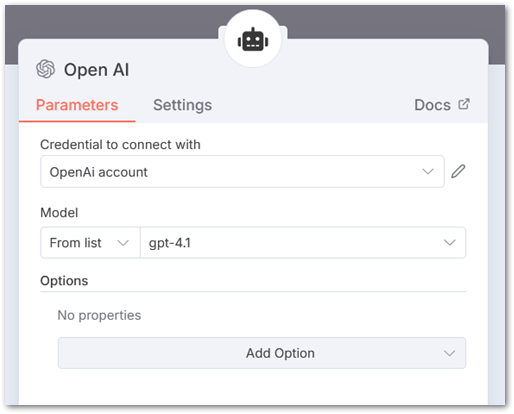 Open AI
Parameters Settings Docs
Credential to connect with
OpenAi account
Model
From list gpt-4.1
Options
No properties
Add Option